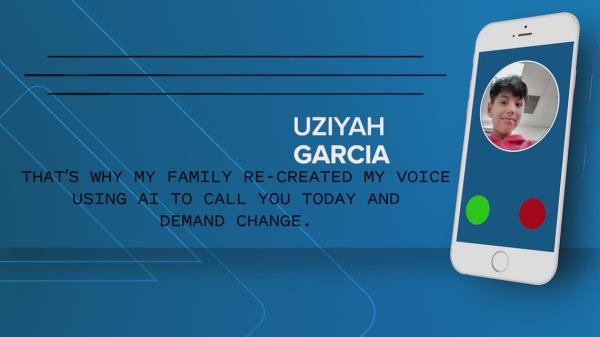 UZIYAH
GARCIA
THAT'S WHY MY FAMILY RE-CREATED MY VOICE
USING AI TO CALL YOU TODAY AND
DEMAND CHANGE.